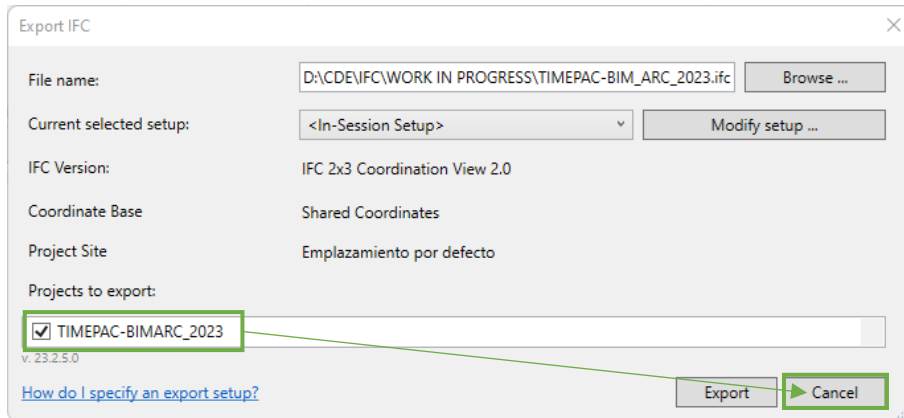 Export IFC
File name: D:\CDE\IFC\WORK IN PROGRESS\TIMEPAC-BIM_ARC_2023.ifc Browse ...
Current selected setup: <In-Session Setup> Modify setup ...
IFC Version: IFC 2x3 Coordination View 2.0
Coordinate Base Shared Coordinates
Project Site Emplazamiento por defecto
Projects to export:
TIMEPAC-BIMARC_2023
v. 23.2.5.0
How do I specify an export setup? Export Cancel